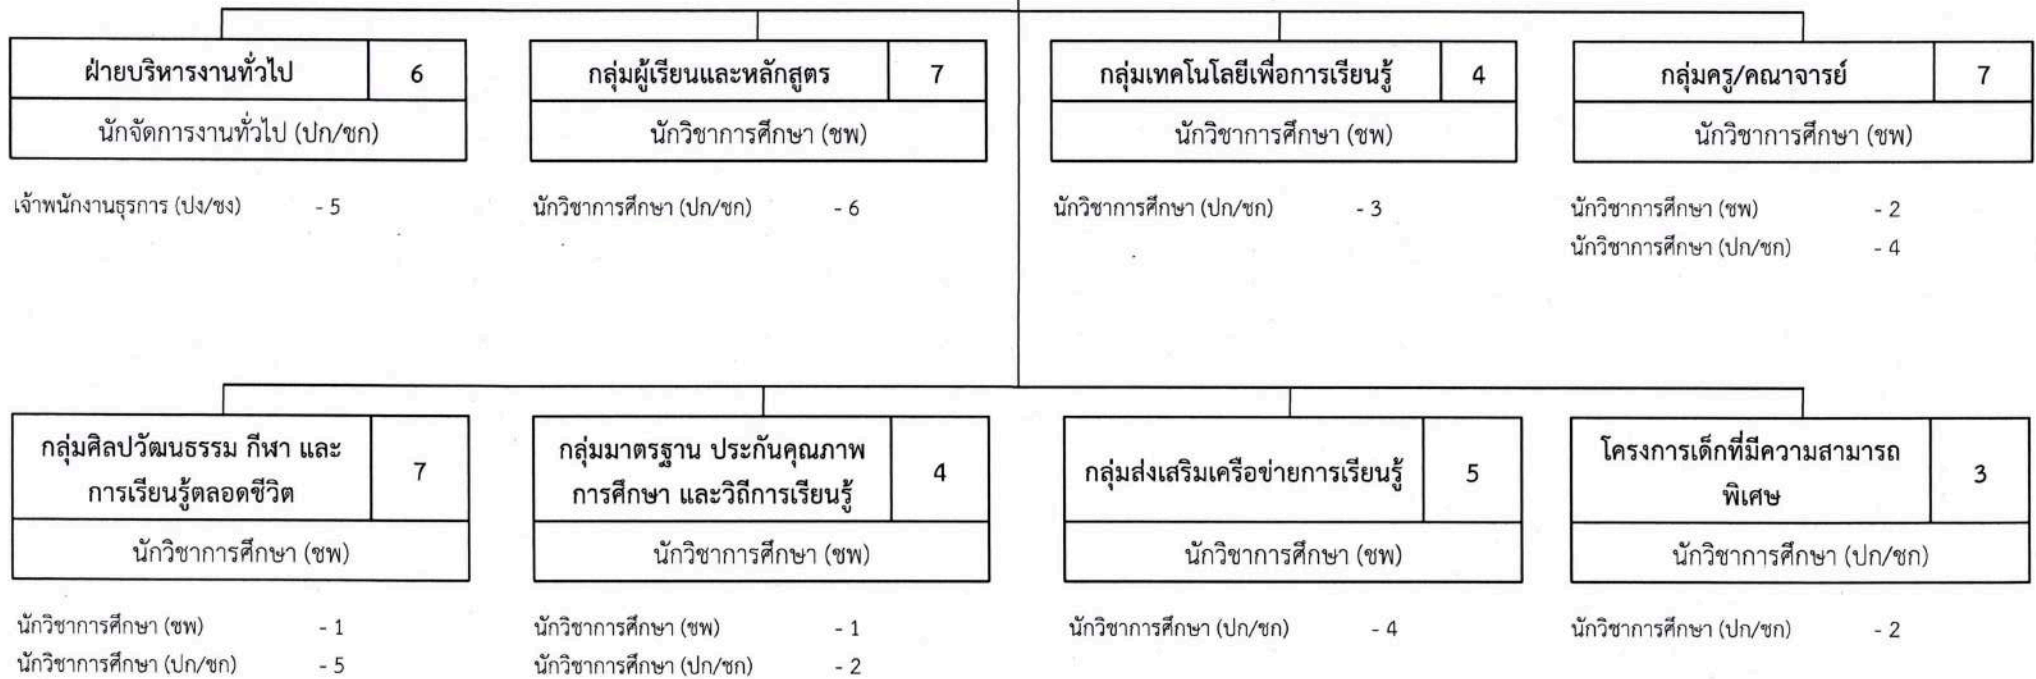 ฝ่ายบริหารงานทั่วไป 6
นักจัดการงานทั่วไป (ปก/ชก)
เจ้าพนักงานธุรการ (ปง/ชง) - 5
กลุ่มผู้เรียนและหลักสูตร 7
นักวิชาการศึกษา (ชพ)
นักวิชาการศึกษา (ปก/ชก) - 6
กลุ่มเทคโนโลยีเพื่อการเรียนรู้ 4
นักวิชาการศึกษา (ชพ)
นักวิชาการศึกษา (ปก/ชก) - 3
กลุ่มครู/คณาจารย์ 7
นักวิชาการศึกษา (ชพ)
นักวิชาการศึกษา (ชพ) - 2
นักวิชาการศึกษา (ปก/ชก) - 4
กลุ่มศิลปวัฒนธรรม กีฬา และ
การเรียนรู้ตลอดชีวิต 7
นักวิชาการศึกษา (ชพ)
นักวิชาการศึกษา (ชพ) - 1
นักวิชาการศึกษา (ปก/ชก) - 5
กลุ่มมาตรฐาน ประกันคุณภาพ
การศึกษา และวิถีการเรียนรู้ 4
นักวิชาการศึกษา (ชพ)
นักวิชาการศึกษา (ชพ) - 1
นักวิชาการศึกษา (ปก/ชก) - 2
กลุ่มส่งเสริมเครือข่ายการเรียนรู้ 5
นักวิชาการศึกษา (ชพ)
นักวิชาการศึกษา (ปก/ชก) - 4
โครงการเด็กที่มีความสามารถ
พิเศษ 3
นักวิชาการศึกษา (ปก/ชก)
นักวิชาการศึกษา (ปก/ชก) - 2